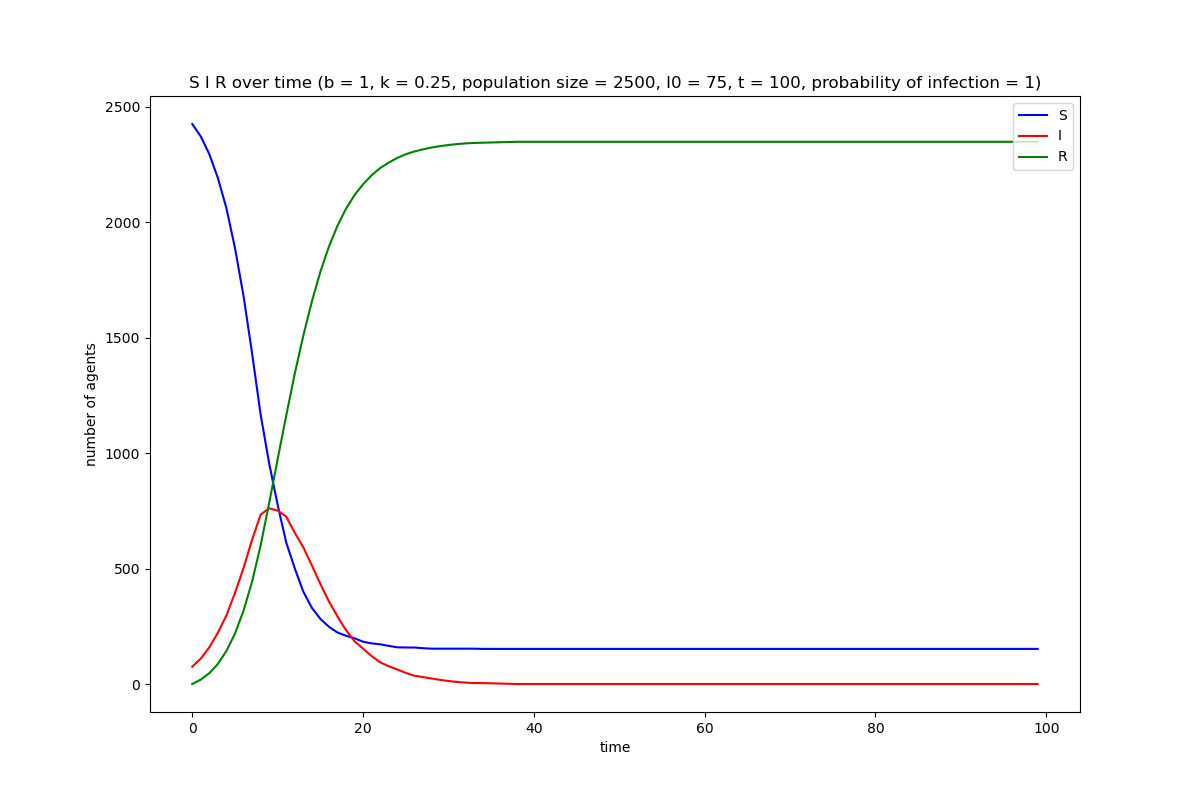 S I R over time (b = 1, k = 0.25, population size = 2500, I0 = 75, t = 100, probability of infection = 1)
S
I
R
2500
2000
1500
1000
500
0
number of agents
0 20 40 60 80 100
time